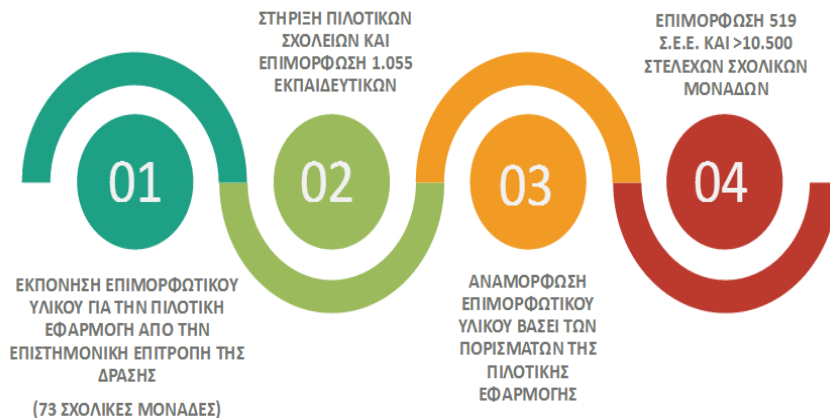 01
ΕΚΠΟΝΗΣΗ ΕΠΙΜΟΡΦΩΤΙΚΟΥ
ΥΛΙΚΟΥ ΓΙΑ ΤΗΝ ΠΙΛΟΤΙΚΗ
ΕΦΑΡΜΟΓΗ ΑΠΟ ΤΗΝ
ΕΠΙΣΤΗΜΟΝΙΚΗ ΕΠΙΤΡΟΠΗ ΤΗΣ
ΔΡΑΣΗΣ
(73 ΣΧΟΛΙΚΕΣ ΜΟΝΑΔΕΣ)
ΣΤΗΡΙΞΗ ΠΙΛΟΤΙΚΩΝ
ΣΧΟΛΕΙΩΝ ΚΑΙ
ΕΠΙΜΟΡΦΩΣΗ 1.055
ΕΚΠΑΙΔΕΥΤΙΚΩΝ
02
03
ΑΝΑΜΟΡΦΩΣΗ
ΕΠΙΜΟΡΦΩΤΙΚΟΥ
ΥΛΙΚΟΥ ΒΑΣΕΙ ΤΩΝ
ΠΟΡΙΣΜΑΤΩΝ ΤΗΣ
ΠΙΛΟΤΙΚΗΣ
ΕΦΑΡΜΟΓΗΣ
ΕΠΙΜΟΡΦΩΣΗ 519
Σ.Ε.Ε. ΚΑΙ >10.500
ΣΤΕΛΕΧΩΝ ΣΧΟΛΙΚΩΝ
ΜΟΝΑΔΩΝ
04